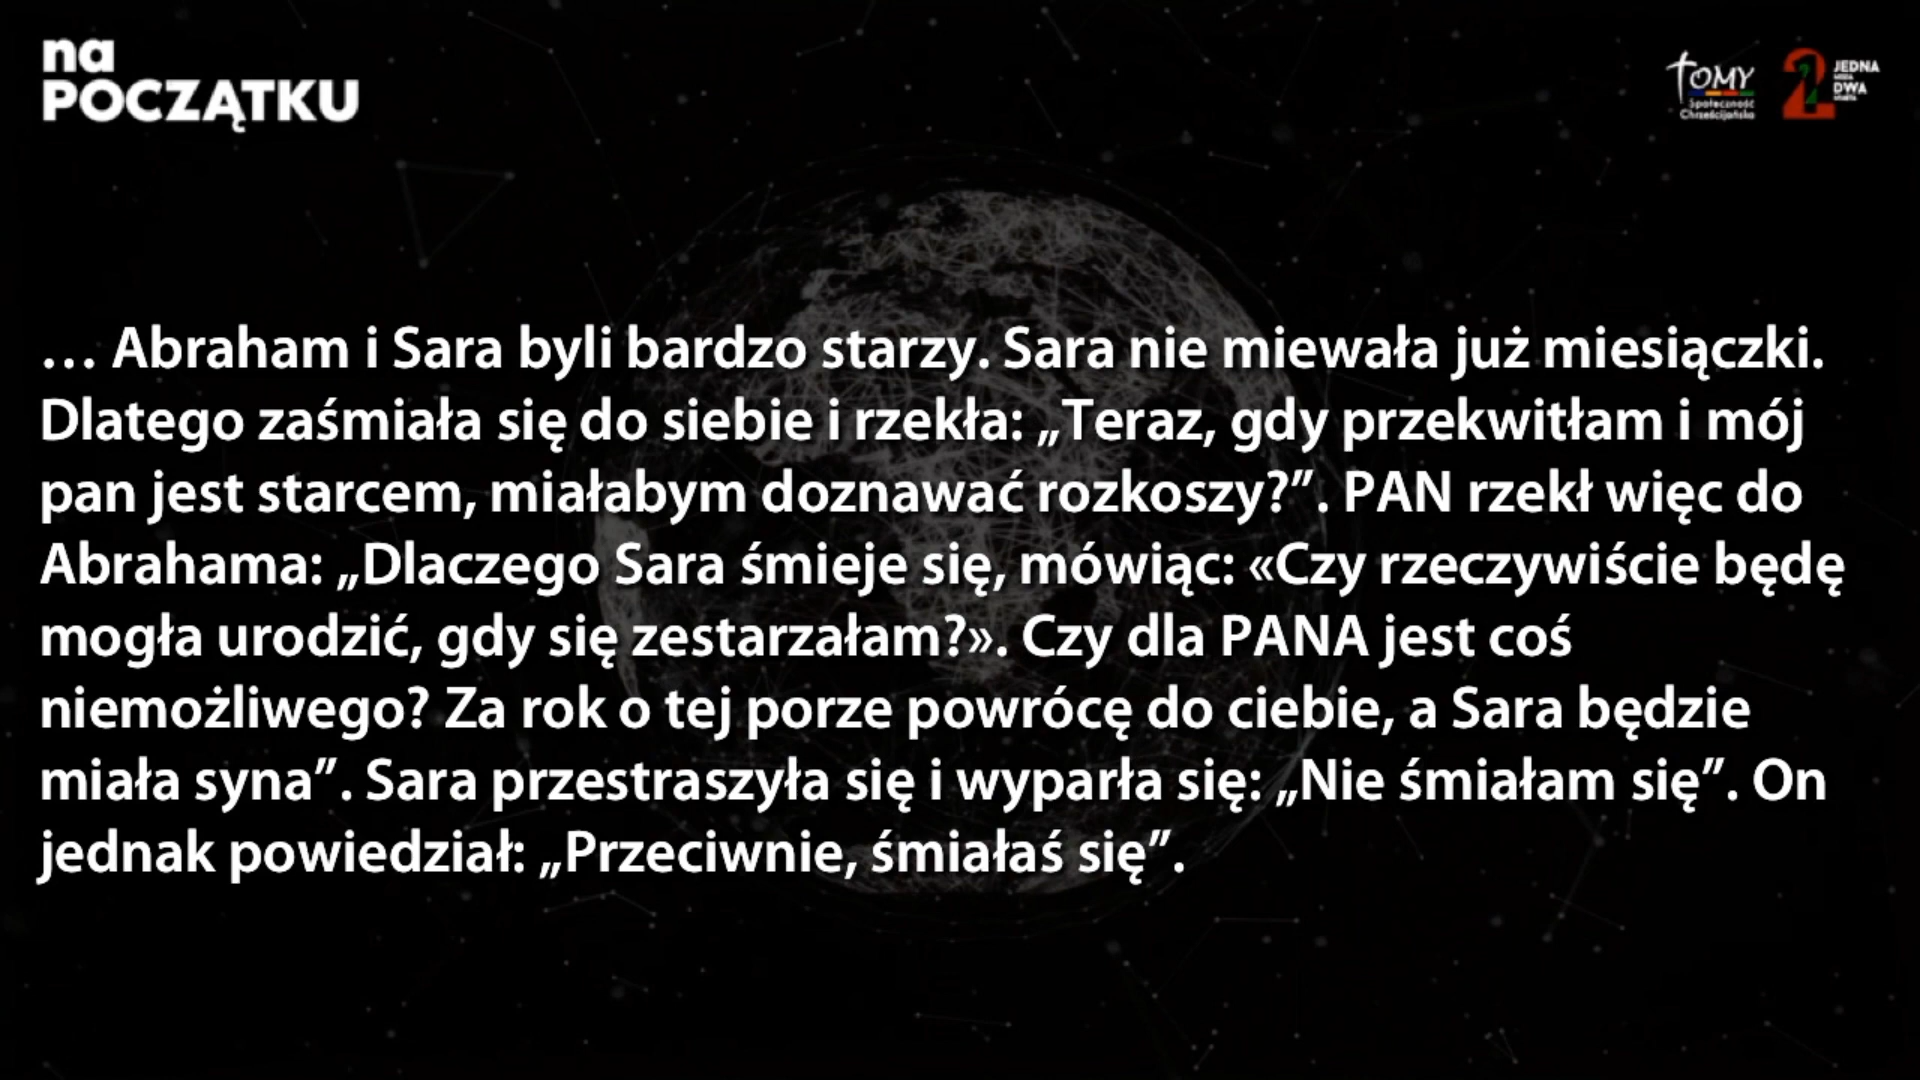 na
POCZĄTKU
TOMY
Społeczność
Chrześcijańska
2
JEDNA
DWA
… Abraham i Sara byli bardzo starzy. Sara nie miewała już miesiączki.
Dlatego zaśmiała się do siebie i rzekła: „Teraz, gdy przekwitłam i mój
pan jest starcem, miałabym doznawać rozkoszy?”. PAN rzekł więc do
Abrahama: „Dlaczego Sara śmieje się, mówiąc: «Czy rzeczywiście będę
mogła urodzić, gdy się zestarzałam?». Czy dla PANA jest coś
niemożliwego? Za rok o tej porze powrócę do ciebie, a Sara będzie
miała syna”. Sara przestraszyła się i wyparła się: „Nie śmiałam się”. On
jednak powiedział: „Przeciwnie, śmiałaś się”.